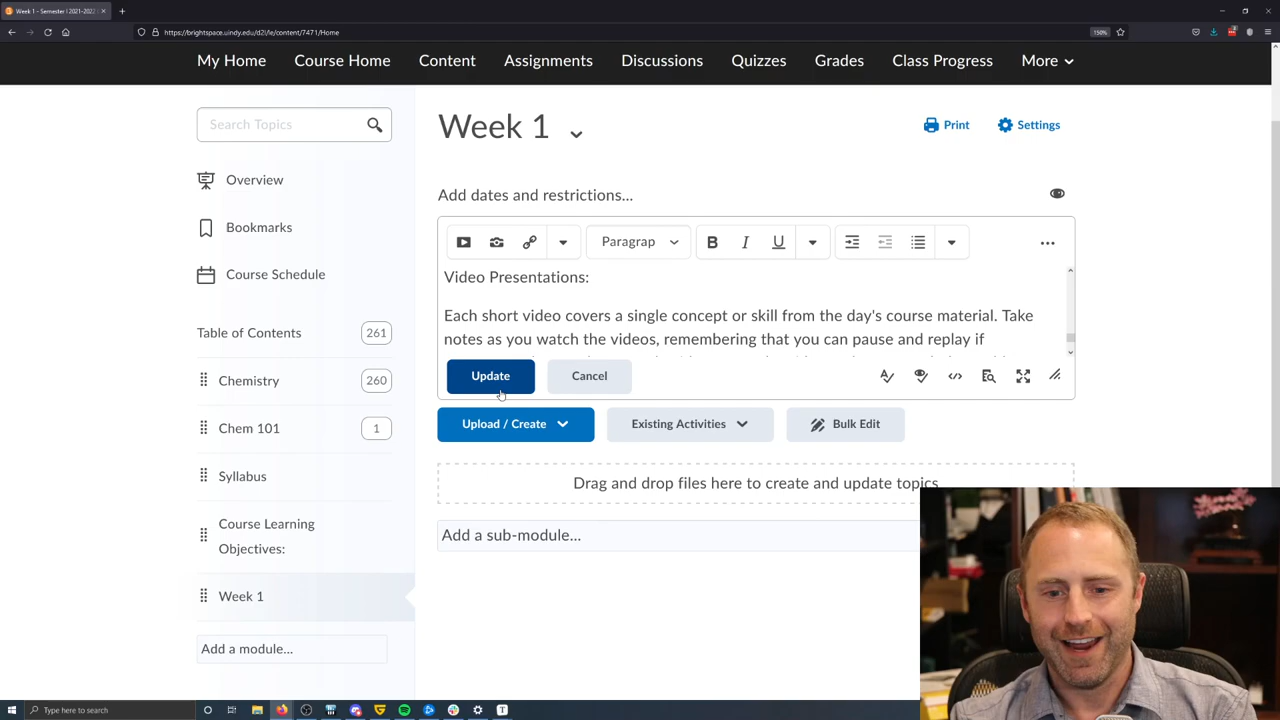 Week 1 - Semester I 2021-2022
https://brightspace.uindy.edu/d2l/le/content/7471/Home
150%
My Home
Course Home
Content
Assignments
Discussions
Quizzes
Grades
Class Progress
More
Search Topics
Overview
Bookmarks
Course Schedule
Table of Contents
261
Chemistry
260
Chem 101
1
Syllabus
Course Learning
Objectives:
Week 1
Add a module...
Week 1
Print
Settings
Add dates and restrictions...
Paragrap
B
I
U
Video Presentations:
Each short video covers a single concept or skill from the day's course material. Take
notes as you watch the videos, remembering that you can pause and replay if
Update
Cancel
Upload / Create
Existing Activities
Bulk Edit
Drag and drop files here to create and update topics
Add a sub-module...
Type here to search